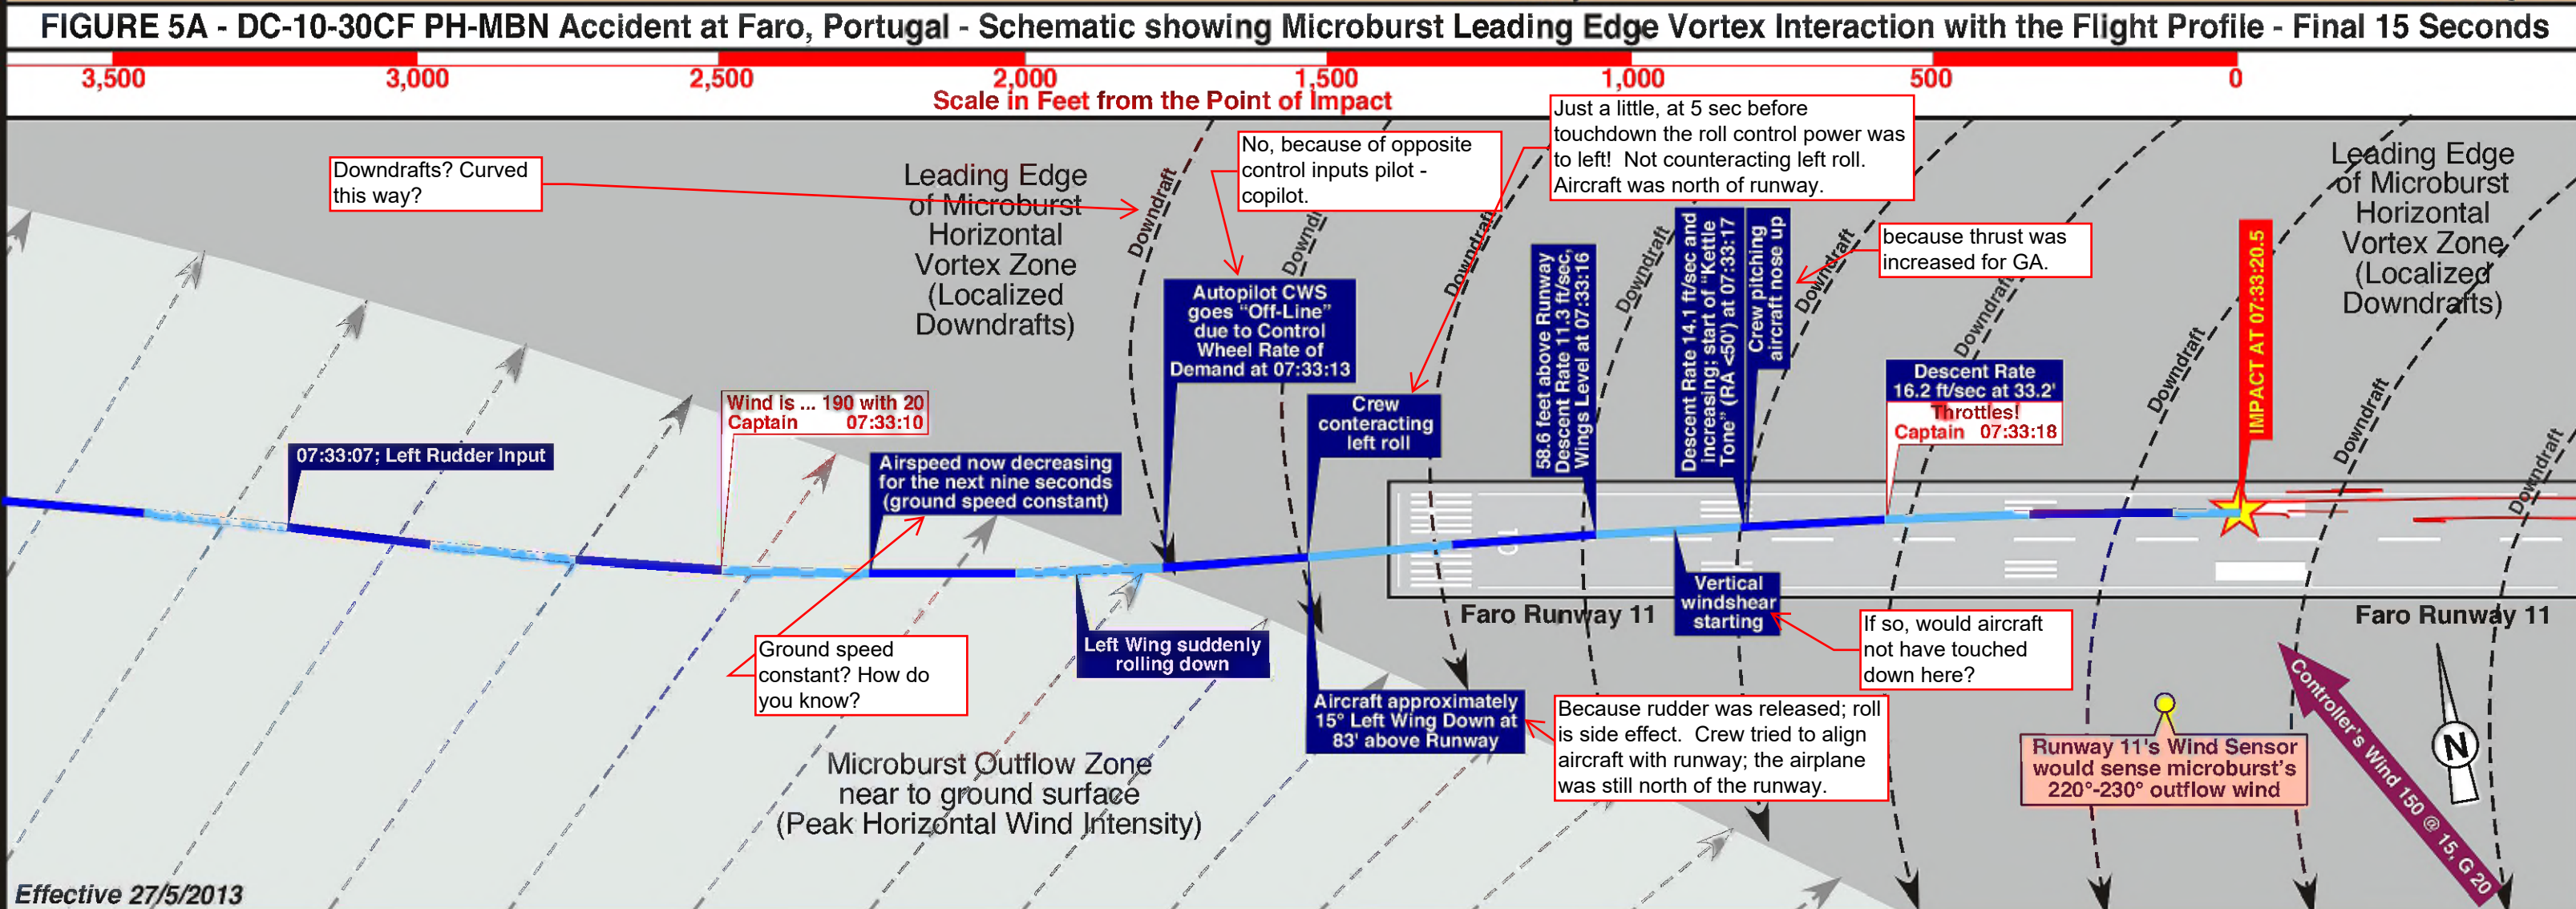 FIGURE 5A - DC-10-30CF PH-MBN Accident at Faro, Portugal - Schematic showing Microburst Leading Edge Vortex Interaction with the Flight Profile - Final 15 Seconds
3,500 3,000 2,500 2,000 1,500 1,000 500 0
Scale in Feet from the Point of Impact
Downdrafts? Curved
this way?
Leading Edge
of Microburst
Horizontal
Vortex Zone
(Localized
Downdrafts)
Downdraft
No, because of opposite
control inputs pilot -
copilot.
Just a little, at 5 sec before
touchdown the roll control power was
to left! Not counteracting left roll.
Aircraft was north of runway.
Downdraft
Downdraft
Downdraft
Downdraft
Downdraft
Downdraft
Downdraft
because thrust was
increased for GA.
Leading Edge
of Microburst
Horizontal
Vortex Zone
(Localized
Downdrafts)
Autopilot CWS
goes "Off-Line"
due to Control
Wheel Rate of
Demand at 07:33:13
Crew
conteracting
left roll
58.6 feet above Runway
Descent Rate 11.3 ft/sec,
Wings Level at 07:33:16
Descent Rate 14.1 ft/sec and
increasing; start of "Kettle
Tone" (RA <50') at 07:33:17
Crew pitching
aircraft nose up
Descent Rate
16.2 ft/sec at 33.2'
Throttles!
Captain 07:33:18
IMPACT AT 07:33:20.5
Wind is ... 190 with 20
Captain 07:33:10
07:33:07; Left Rudder Input
Airspeed now decreasing
for the next nine seconds
(ground speed constant)
Ground speed
constant? How do
you know?
Left Wing suddenly
rolling down
Vertical
windshear
starting
Faro Runway 11
Faro Runway 11
If so, would aircraft
not have touched
down here?
Aircraft approximately
15° Left Wing Down at
83' above Runway
Because rudder was released; roll
is side effect. Crew tried to align
aircraft with runway; the airplane
was still north of the runway.
Microburst Outflow Zone
near to ground surface
(Peak Horizontal Wind Intensity)
Runway 11's Wind Sensor
would sense microburst's
220°-230° outflow wind
Controller's Wind 150 @ 15, G 20
N
Effective 27/5/2013